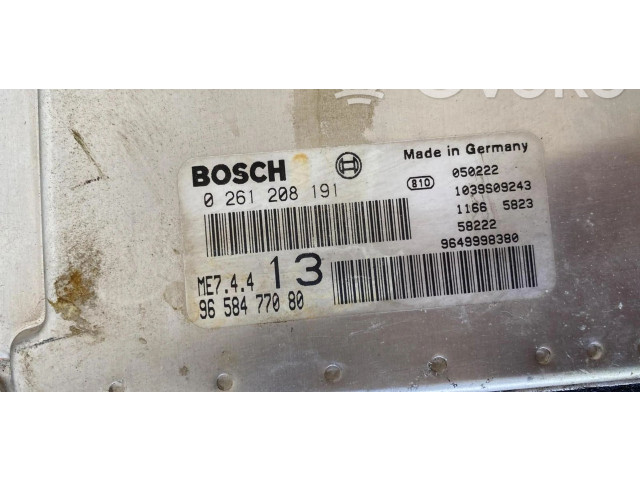 BOSCH
0 261 208 191
ME7.4.4 13
96 584 770 80
Made in Germany
810 050222
1039S09243
1166 5823
58222
9649998380